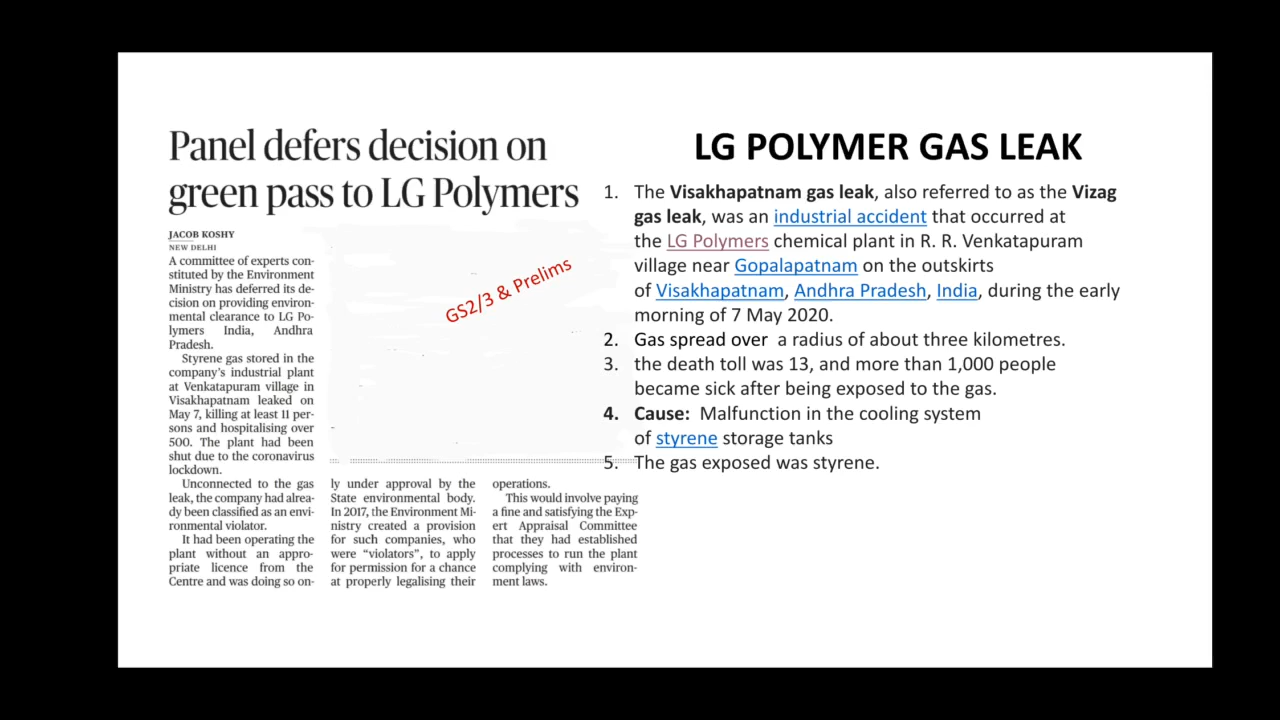 Panel defers decision on
green pass to LG Polymers
JACOB KOSHY
NEW DELHI
A committee of experts con-
stituted by the Environment
Ministry has deferred its de-
cision on providing environ-
mental clearance to LG Po-
lymers India, Andhra
Pradesh.
Styrene gas stored in the
company's industrial plant
at Venkatapuram village in
Visakhapatnam leaked on
May 7, killing at least 11 per-
sons and hospitalising over
500. The plant had been
shut due to the coronavirus
lockdown.
Unconnected to the gas
leak, the company had alrea-
dy been classified as an envi-
ronmental violator.
It had been operating the
plant without an appro-
priate licence from the
Centre and was doing so on-
ly under approval by the
State environmental body.
In 2017, the Environment Mi-
nistry created a provision
for such companies, who
were “violators”, to apply
for permission for a chance
at properly legalising their
operations.
This would involve paying
a fine and satisfying the Exp-
ert Appraisal Committee
that they had established
processes to run the plant
complying with environ-
ment laws.
GS2/3 & Prelims
LG POLYMER GAS LEAK
1. The Visakhapatnam gas leak, also referred to as the Vizag
gas leak, was an industrial accident that occurred at
the LG Polymers chemical plant in R. R. Venkatapuram
village near Gopalapatnam on the outskirts
of Visakhapatnam, Andhra Pradesh, India, during the early
morning of 7 May 2020.
2. Gas spread over a radius of about three kilometres.
3. the death toll was 13, and more than 1,000 people
became sick after being exposed to the gas.
4. Cause: Malfunction in the cooling system
of styrene storage tanks
5. The gas exposed was styrene.